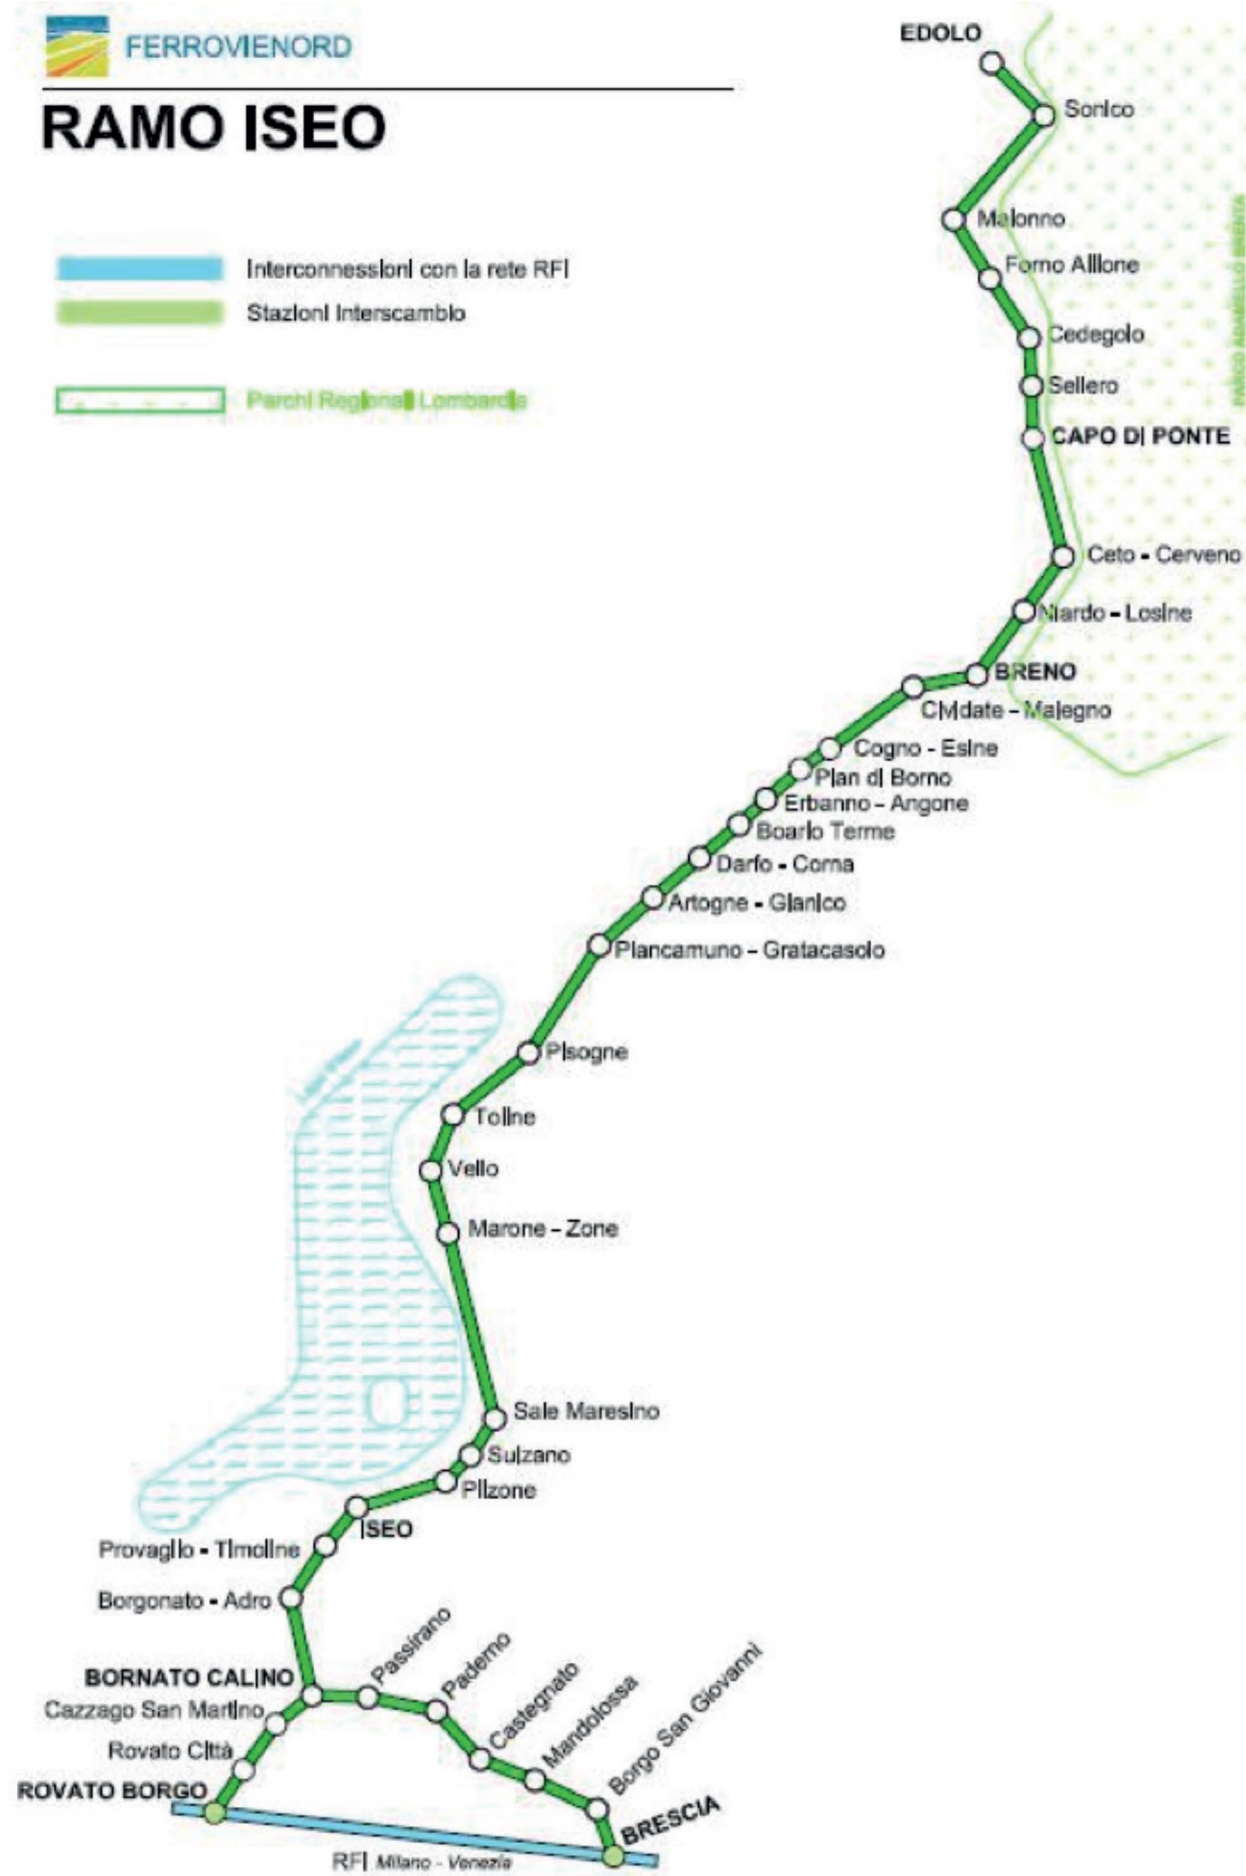 FERROVIENORD
RAMO ISEO
Interconnessioni con la rete RFI
Stazioni Interscambio
Parchi Regionali Lombardia
EDOLO
Sonico
Malonno
PARCO ADAMELLO BRENTA
Forno Allione
Cedegolo
Sellero
CAPO DI PONTE
Ceto - Cerveno
Niardo - Losine
BRENO
Cividate - Malegno
Cogno - Esine
Pian di Borno
Erbanno - Angone
Boario Terme
Darfo - Corna
Artogne - Gianico
Piancamuno - Gratacasolo
Pisogne
Toline
Vello
Marone - Zone
Sale Maresino
Sulzano
Pilzone
ISEO
Provaglio - Timoline
Borgonato - Adro
BORNATO CALINO
Passirano
Paderno
Castegnato
Mandolossa
Borgo San Giovanni
Cazzago San Martino
Rovato Città
ROVATO BORGO
BRESCIA
RFI Milano - Venezia